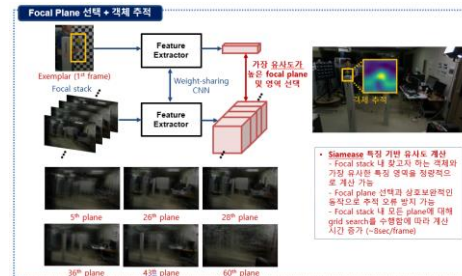 Focal Plane 선택 + 객체 추적
Feature
Extractor
Exemplar (1st frame)
Focal stack
Weight-sharing
CNN
Feature
Extractor
가장 유사도가
높은 focal plane
및 영역 선택
객체 추적
5th plane
26th plane
28th plane
36th plane
43th plane
60th plane
• Siamease 특징 기반 유사도 계산
- Focal stack 내 찾고자 하는 객체와
가장 유사한 특징 영역을 정량적으
로 계산 가능
- Focal plane 선택과 상호보완적인
동작으로 추적 오류 방지 가능
- Focal stack 내 모든 plane에 대해
grid search를 수행함에 따라 계산
시간 증가 (~8sec/frame)